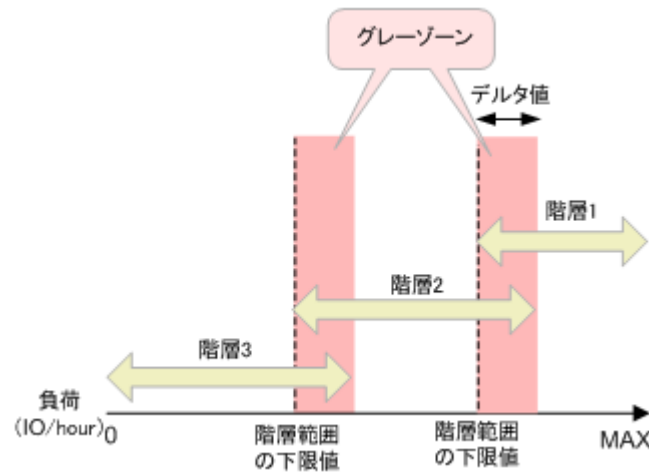 グレーゾーン
デルタ値
階層1
階層2
階層3
負荷
(IO/hour)
0
階層範囲
の下限値
階層範囲
の下限値
MAX